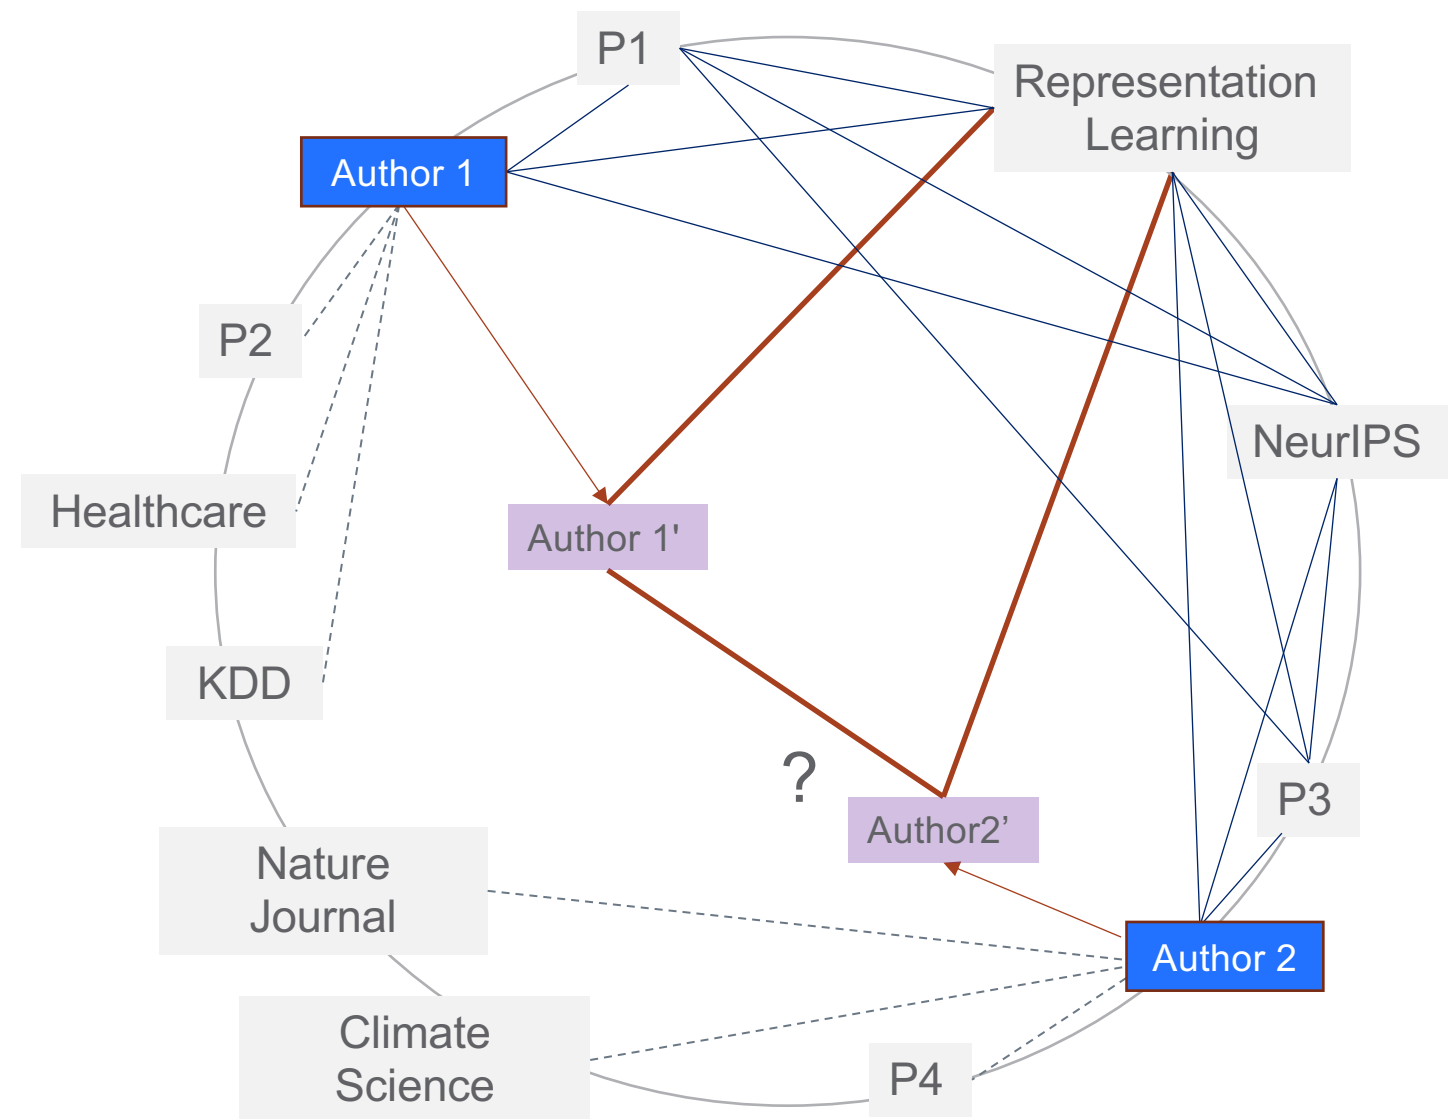 P1
Representation
Learning
Author 1
P2
NeurIPS
Healthcare
Author 1'
KDD
?
P3
Author2’
Nature
Journal
Author 2
Climate
Science
P4